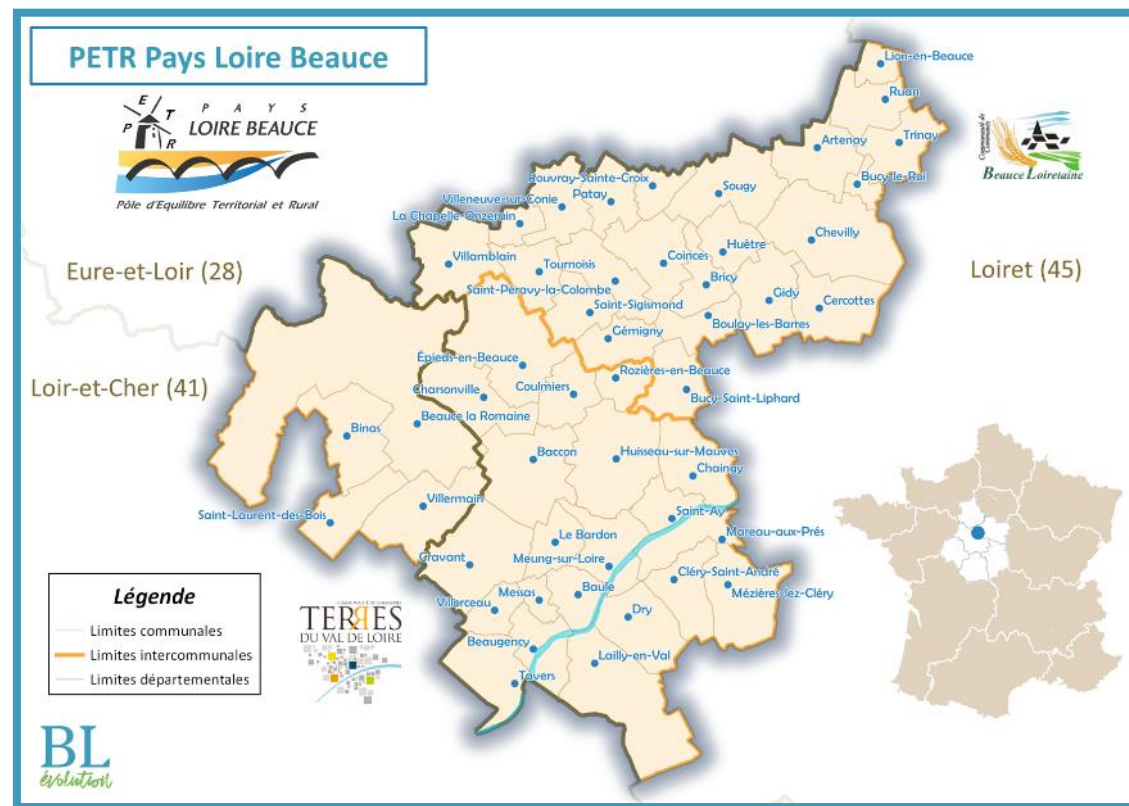 PETR Pays Loire Beauce
E T P R
PAYS
LOIRE BEAUCE
Pôle d'Equilibre Territorial et Rural
Communauté de Communes
Beauce Loiretaine
Eure-et-Loir (28)
Loiret (45)
Loir-et-Cher (41)
Lion-en-Beauce
Ruan
Artenay
Trinay
Bucy-le-Roi
Rouvray-Sainte-Croix
Sougy
Villeneuve-sur-Conie
Patay
La Chapelle-Onzerain
Chevilly
Huêtre
Villamblain
Tournoisis
Coinces
Saint-Péravy-la-Colombe
Bricy
Gidy
Cercottes
Saint-Sigismond
Boulay-les-Barres
Gémigny
Épieds-en-Beauce
Rozières-en-Beauce
Charsonville
Coulmiers
Bucy-Saint-Liphard
Beauce la Romaine
Binas
Baccon
Huisseau-sur-Mauves
Chaingy
Villermain
Saint-Laurent-des-Bois
Saint-Ay
Le Bardon
Mareau-aux-Prés
Cravant
Meung-sur-Loire
Cléry-Saint-André
Messas
Baule
Mézières-lez-Cléry
Villorceau
Dry
Beaugency
Lailly-en-Val
Tavers
Légende
Limites communales
Limites intercommunales
Limites départementales
TERRES
DU VAL DE LOIRE
BL
évolution